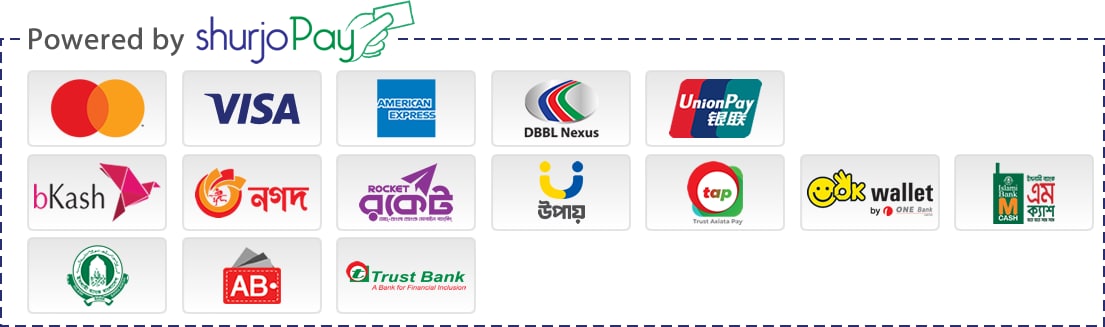 Powered by shurjoPay
VISA
AMERICAN
EXPRESS
DBBL Nexus
UnionPay
银联
bKash
নগদ
ROCKET
রকেট
উপায়
tap
Trust Axiata Pay
OK wallet
by ONE Bank
Islami
Bank
M
CASH
ইসলামী ব্যাংক
এম
ক্যাশ
AB
Trust Bank
A Bank for Financial Inclusion